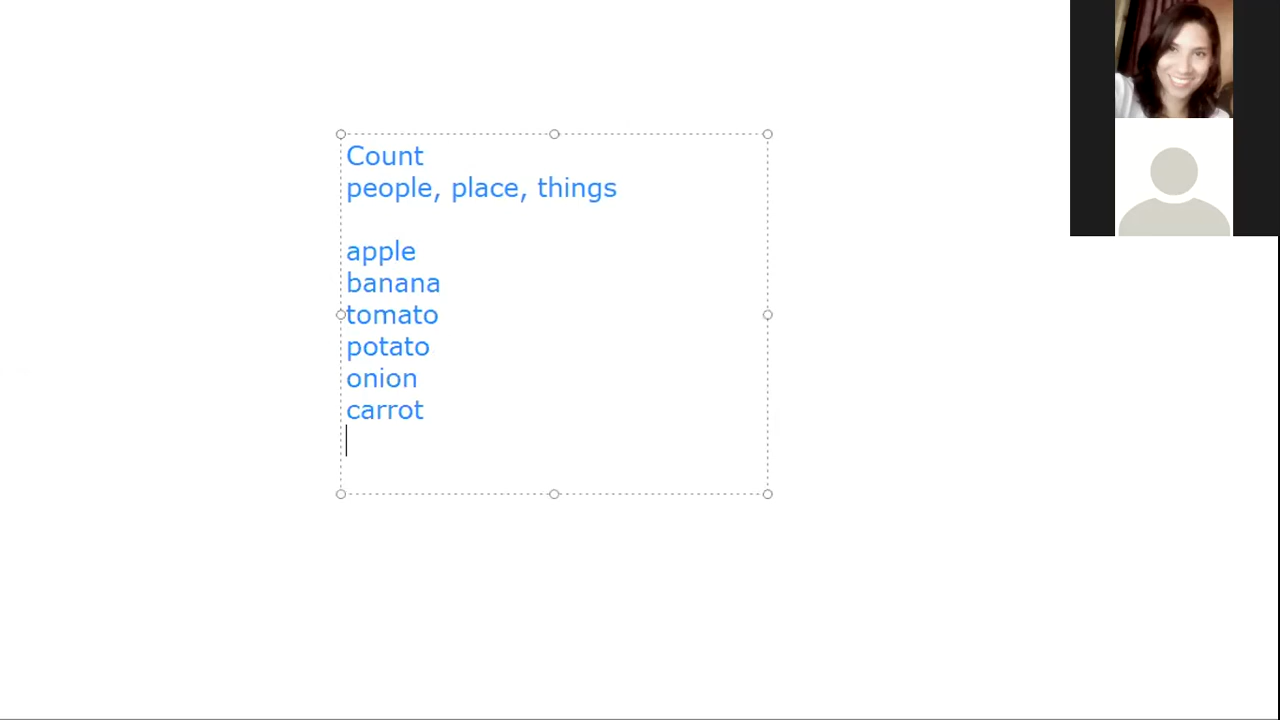 Count
people, place, things
apple
banana
tomato
potato
onion
carrot